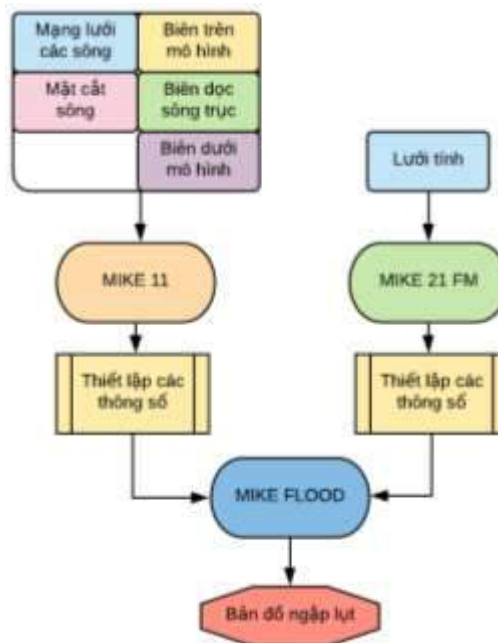 Mạng lưới
các sông
Biên trên
mô hình
Mặt cắt
sông
Biên dọc
sông trục
Biên dưới
mô hình
Lưới tính
MIKE 11
MIKE 21 FM
Thiết lập các
thông số
Thiết lập các
thông số
MIKE FLOOD
Bản đồ ngập lụt